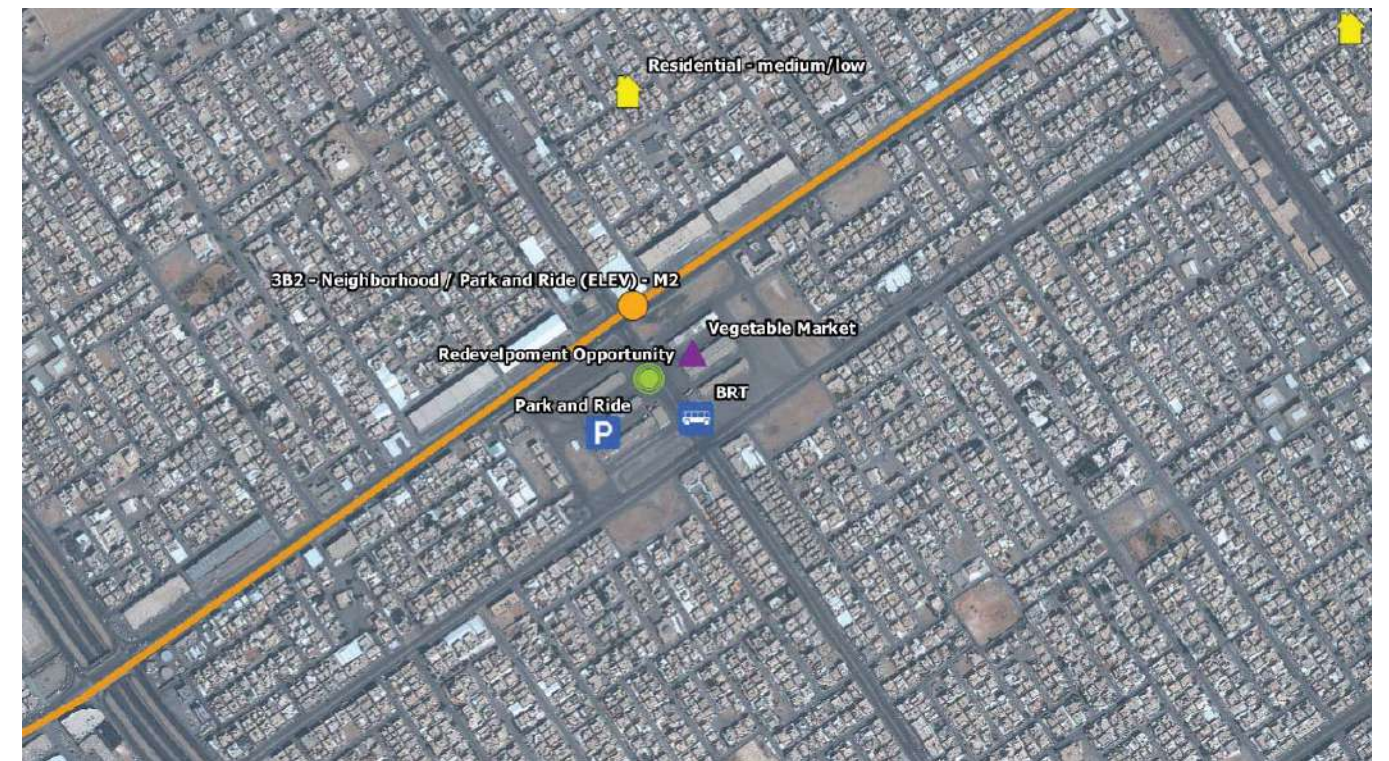 Residential - medium/low
3B2 - Neighborhood / Park and Ride (ELEV) - M2
Vegetable Market
Redevelpoment Opportunity
BRT
Park and Ride
P